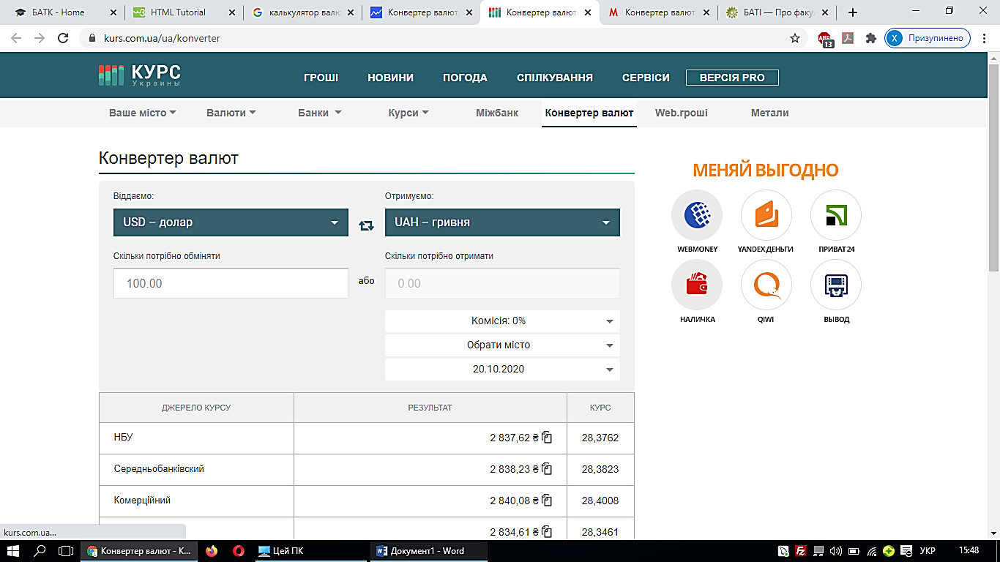 БАТК - Home
HTML Tutorial
калькулятор валю
Конвертер валют
Конвертер валют
Конвертер валют
БАТІ — Про факул
kurs.com.ua/ua/konverter
13
X Призупинено
КУРС
Украины
ГРОШІ НОВИНИ ПОГОДА СПІЛКУВАННЯ СЕРВІСИ ВЕРСІЯ PRO
Ваше місто Валюти Банки Курси Міжбанк Конвертер валют Web.гроші Метали
Конвертер валют
Віддаємо: Отримуємо:
USD – долар UAH – гривня
Скільки потрібно обміняти Скільки потрібно отримати
100.00 або 0.00
Комісія: 0%
Обрати місто
20.10.2020
МЕНЯЙ ВЫГОДНО
WEBMONEY YANDEX ДЕНЬГИ ПРИВАТ 24
НАЛИЧКА QIWI ВЫВОД
ДЖЕРЕЛО КУРСУ РЕЗУЛЬТАТ КУРС
НБУ 2 837,62 ₴ 28,3762
Середньобанківский 2 838,23 ₴ 28,3823
Комерційний 2 840,08 ₴ 28,4008
2 834,61 ₴ 28,3461
kurs.com.ua...
Конвертер валют - К... Цей ПК Документ1 - Word УКР 15:48